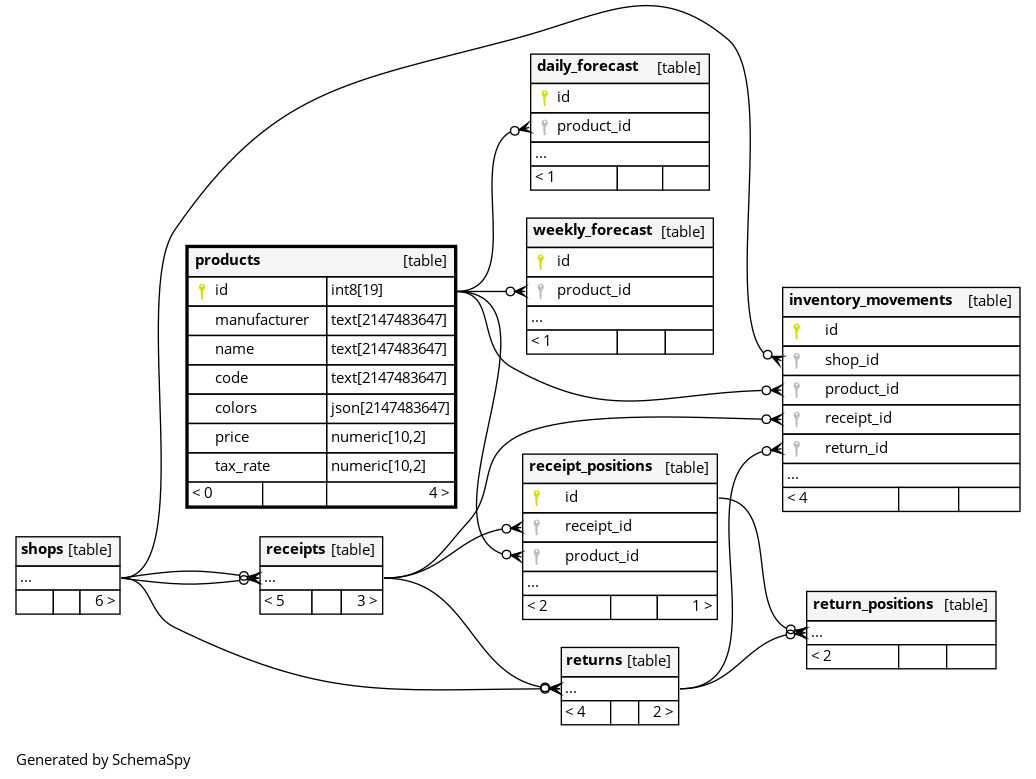 daily_forecast [table]
id
product_id
...
< 1
weekly_forecast [table]
id
product_id
...
< 1
products [table]
id int8[19]
manufacturer text[2147483647]
name text[2147483647]
code text[2147483647]
colors json[2147483647]
price numeric[10,2]
tax_rate numeric[10,2]
< 0 4 >
inventory_movements [table]
id
shop_id
product_id
receipt_id
return_id
...
< 4
receipt_positions [table]
id
receipt_id
product_id
...
< 2 1 >
shops [table]
...
6 >
receipts [table]
...
< 5 3 >
return_positions [table]
...
< 2
returns [table]
...
< 4 2 >
Generated by SchemaSpy